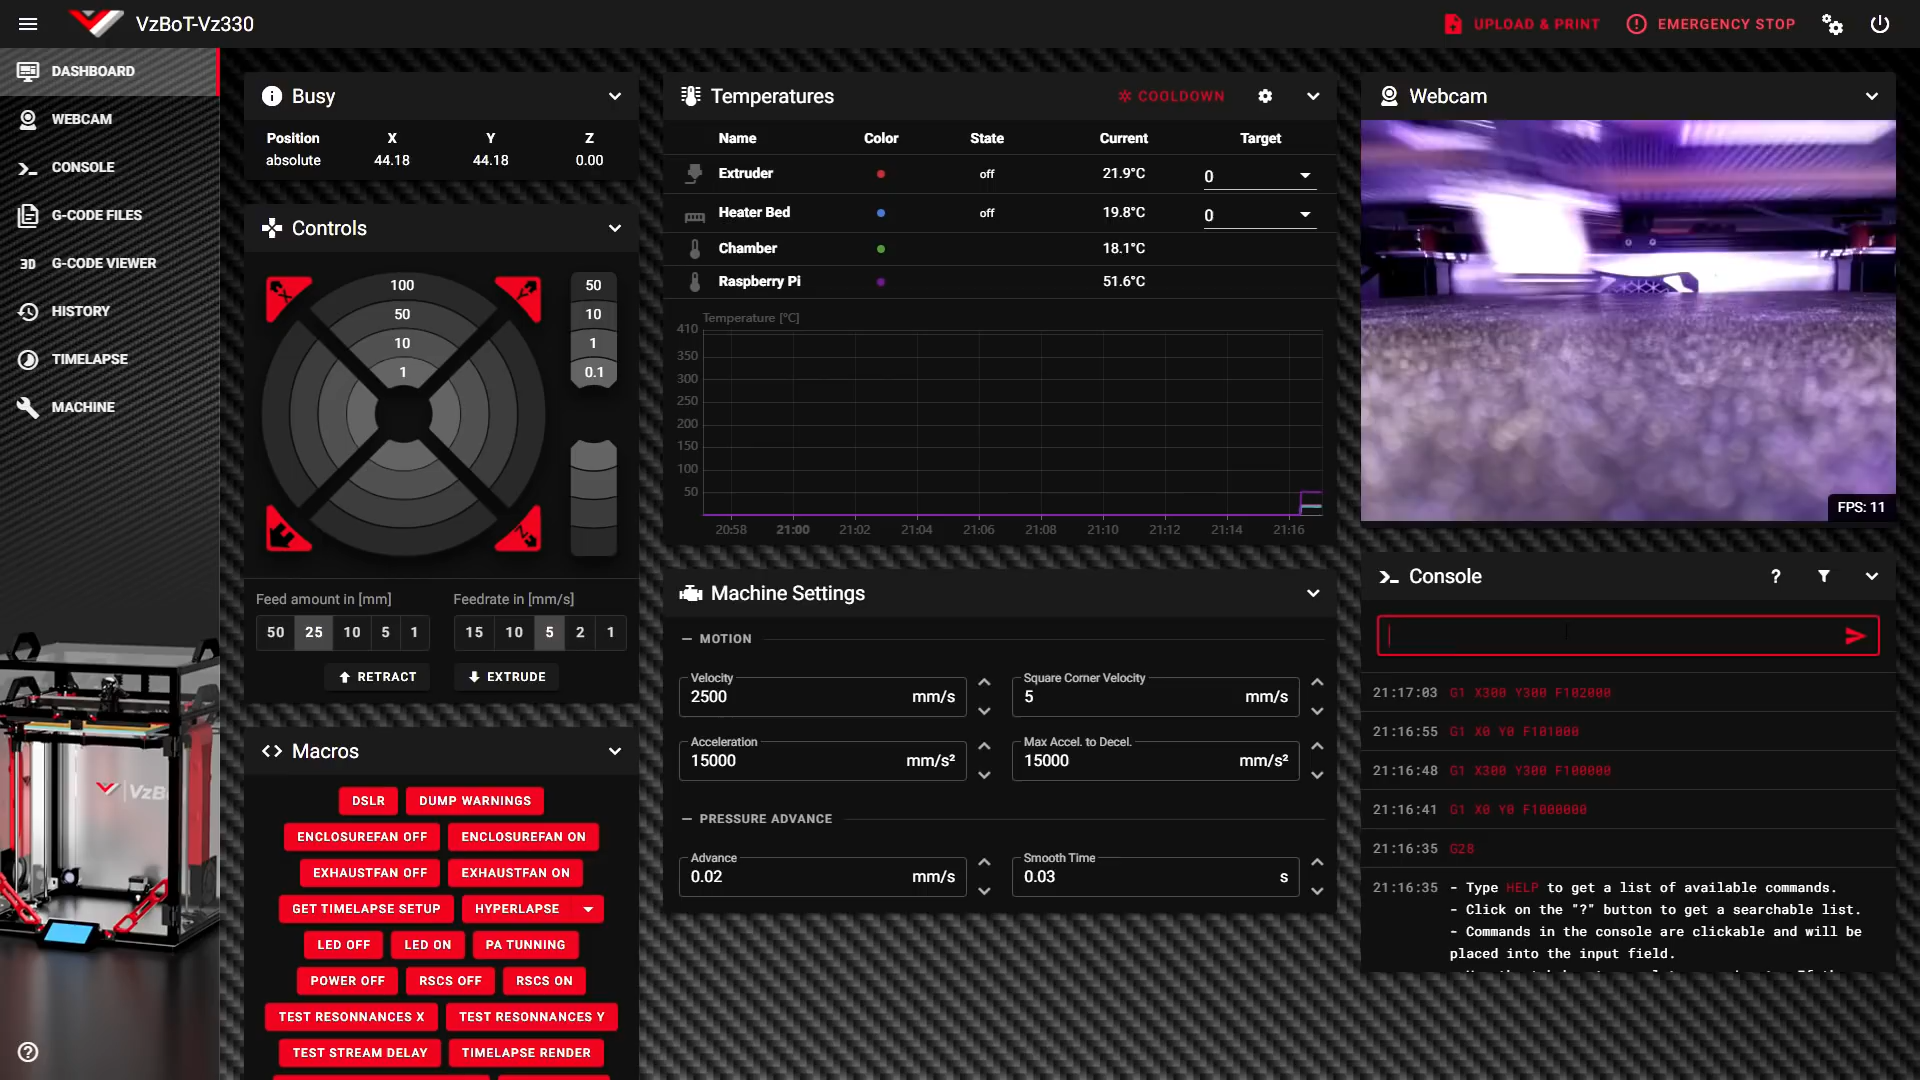 VzBoT-Vz330
UPLOAD & PRINT
EMERGENCY STOP
DASHBOARD
WEBCAM
CONSOLE
G-CODE FILES
3D G-CODE VIEWER
HISTORY
TIMELAPSE
MACHINE
Busy
Position X Y Z
absolute 44.18 44.18 0.00
Controls
100
50
10
1
50
10
1
0.1
Feed amount in [mm]
50 25 10 5 1
Feedrate in [mm/s]
15 10 5 2 1
RETRACT
EXTRUDE
Macros
DSLR
DUMP WARNINGS
ENCLOSUREFAN OFF
ENCLOSUREFAN ON
EXHAUSTFAN OFF
EXHAUSTFAN ON
GET TIMELAPSE SETUP
HYPERLAPSE
LED OFF
LED ON
PA TUNNING
POWER OFF
RSCS OFF
RSCS ON
TEST RESONNANCES X
TEST RESONNANCES Y
TEST STREAM DELAY
TIMELAPSE RENDER
Temperatures
COOLDOWN
Name Color State Current Target
Extruder off 21.9°C 0
Heater Bed off 19.8°C 0
Chamber 18.1°C
Raspberry Pi 51.6°C
Temperature [°C]
410
350
300
250
200
150
100
50
20:58 21:00 21:02 21:04 21:06 21:08 21:10 21:12 21:14 21:16
Machine Settings
MOTION
Velocity
2500 mm/s
Square Corner Velocity
5 mm/s
Acceleration
15000 mm/s²
Max Accel. to Decel.
15000 mm/s²
PRESSURE ADVANCE
Advance
0.02 mm/s
Smooth Time
0.03 s
Webcam
FPS: 11
Console
?
21:17:03 G1 X300 Y300 F102000
21:16:55 G1 X0 Y0 F101000
21:16:48 G1 X300 Y300 F100000
21:16:41 G1 X0 Y0 F1000000
21:16:35 G28
21:16:35 - Type HELP to get a list of available commands.
- Click on the "?" button to get a searchable list.
- Commands in the console are clickable and will be
placed into the input field.